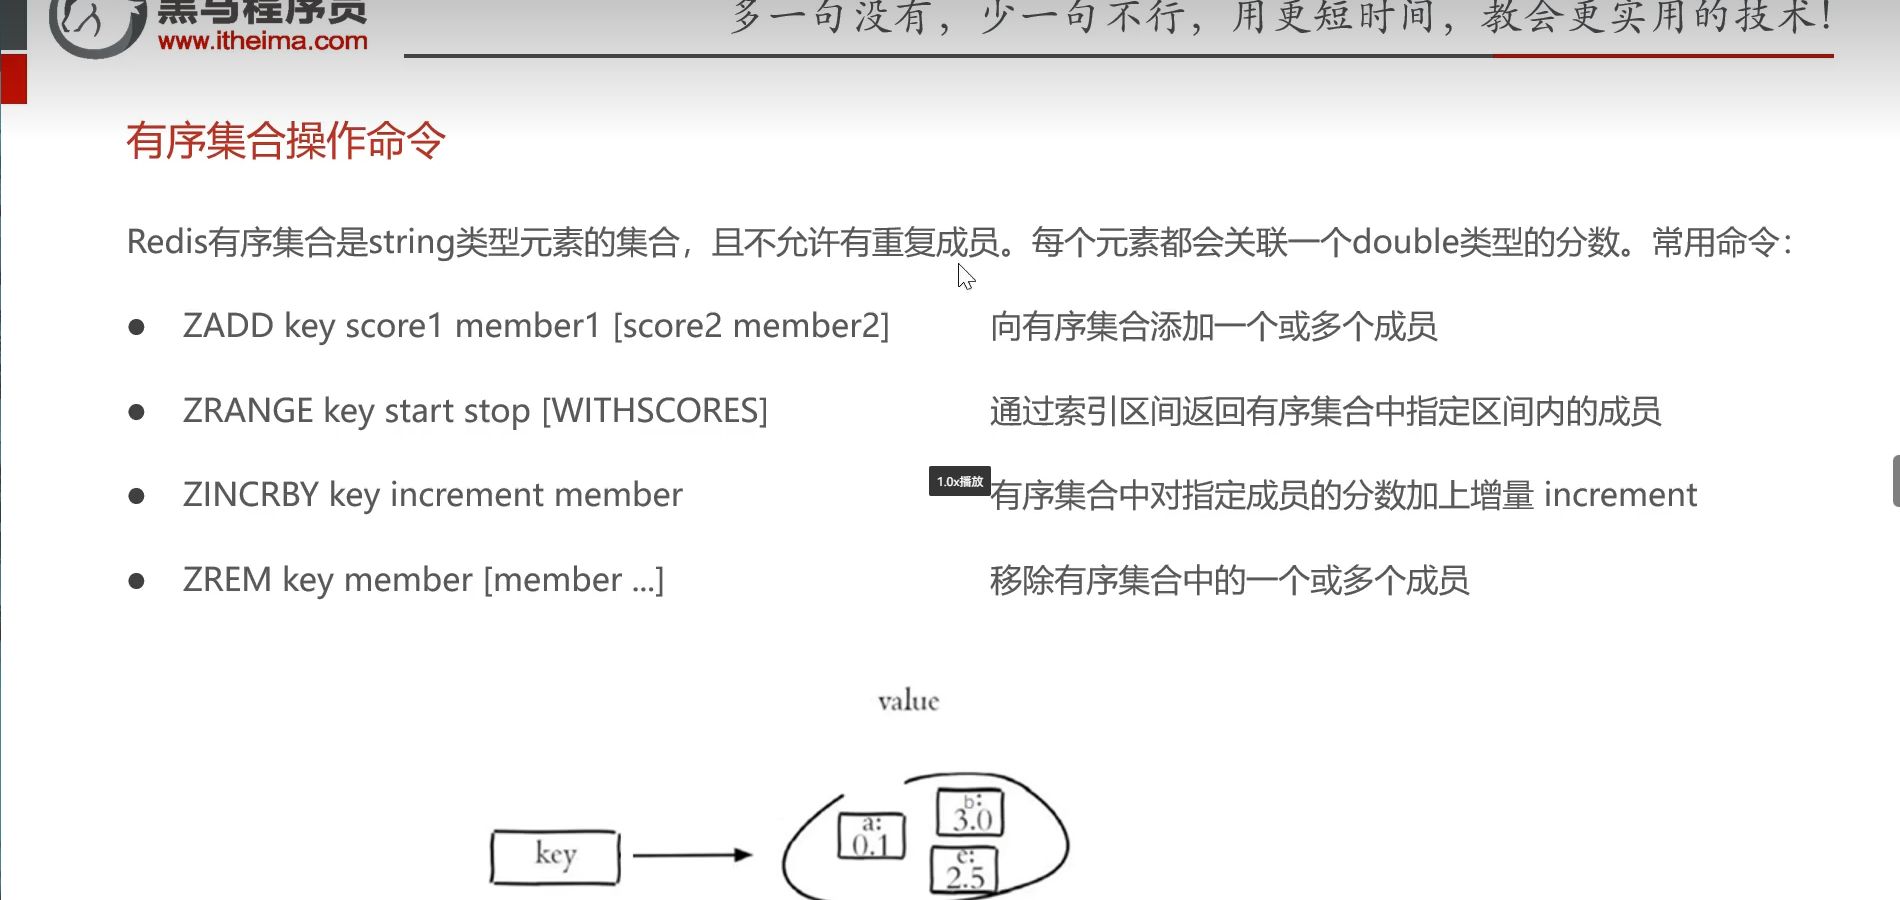 黑马程序员
www.itheima.com
多一句没有，少一句不行，用更短时间，教会更实用的技术！
有序集合操作命令
Redis有序集合是string类型元素的集合，且不允许有重复成员。每个元素都会关联一个double类型的分数。常用命令：
● ZADD key score1 member1 [score2 member2] 向有序集合添加一个或多个成员
● ZRANGE key start stop [WITHSCORES] 通过索引区间返回有序集合中指定区间内的成员
1.0x播放
● ZINCRBY key increment member 有序集合中对指定成员的分数加上增量 increment
● ZREM key member [member ...] 移除有序集合中的一个或多个成员
value
b:
3.0
a:
0.1
key
c:
2.5